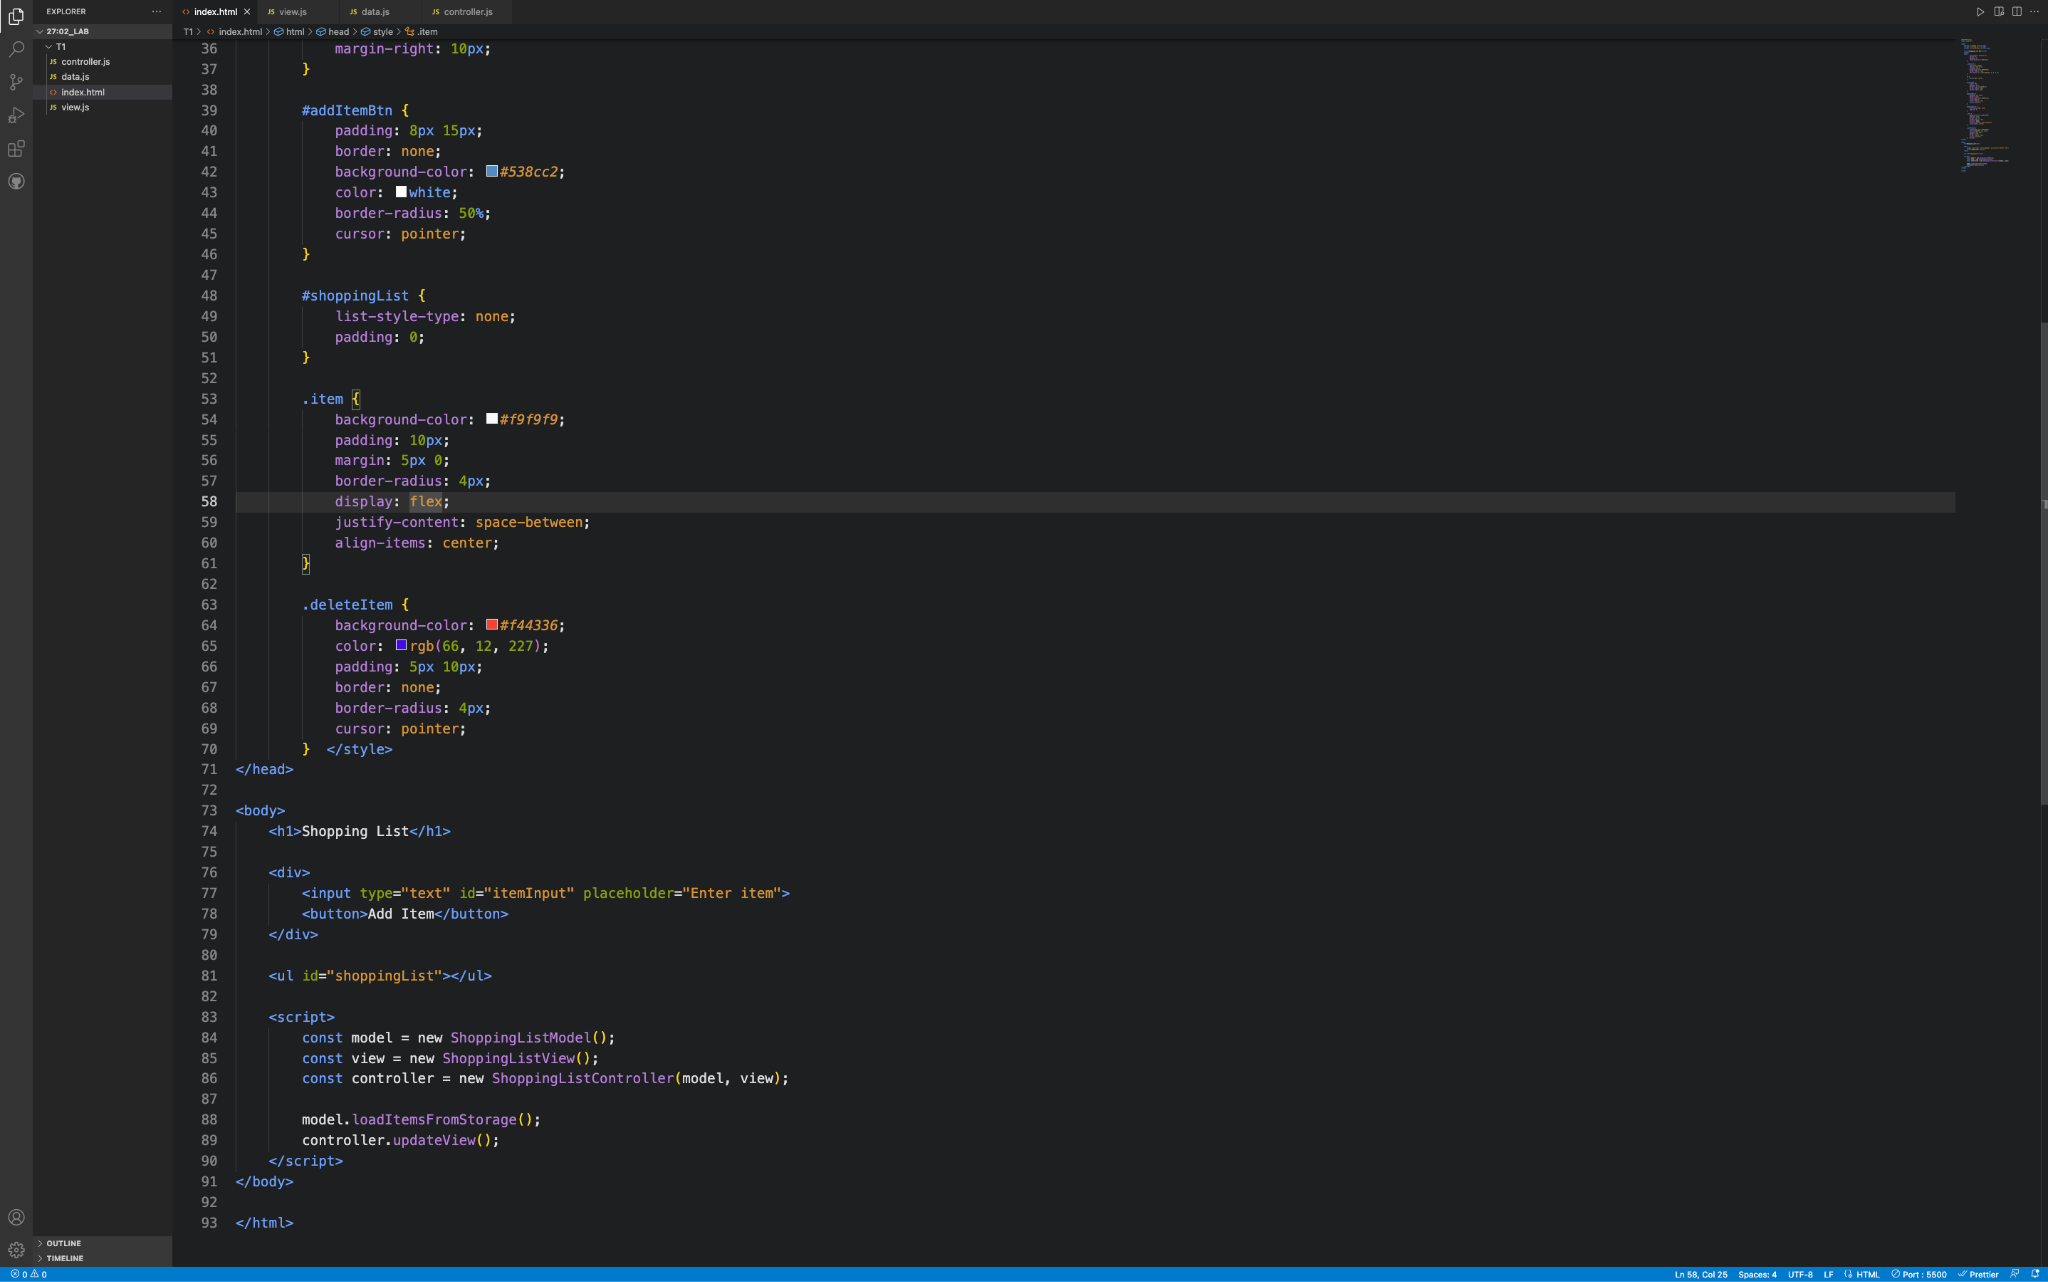 EXPLORER
27:02_LAB
T1
JS controller.js
JS data.js
<> index.html
JS view.js
OUTLINE
TIMELINE
<> index.html ×
JS view.js
JS data.js
JS controller.js
T1 > <> index.html > html > head > style > .item
36 margin-right: 10px;
37 }
38
39 #addItemBtn {
40 padding: 8px 15px;
41 border: none;
42 background-color: #538cc2;
43 color: white;
44 border-radius: 50%;
45 cursor: pointer;
46 }
47
48 #shoppingList {
49 list-style-type: none;
50 padding: 0;
51 }
52
53 .item {
54 background-color: #f9f9f9;
55 padding: 10px;
56 margin: 5px 0;
57 border-radius: 4px;
58 display: flex;
59 justify-content: space-between;
60 align-items: center;
61 }
62
63 .deleteItem {
64 background-color: #f44336;
65 color: rgb(66, 12, 227);
66 padding: 5px 10px;
67 border: none;
68 border-radius: 4px;
69 cursor: pointer;
70 } </style>
71 </head>
72
73 <body>
74 <h1>Shopping List</h1>
75
76 <div>
77 <input type="text" id="itemInput" placeholder="Enter item">
78 <button>Add Item</button>
79 </div>
80
81 <ul id="shoppingList"></ul>
82
83 <script>
84 const model = new ShoppingListModel();
85 const view = new ShoppingListView();
86 const controller = new ShoppingListController(model, view);
87
88 model.loadItemsFromStorage();
89 controller.updateView();
90 </script>
91 </body>
92
93 </html>
0 0
Ln 58, Col 25 Spaces: 4 UTF-8 LF HTML Port : 5500 Prettier